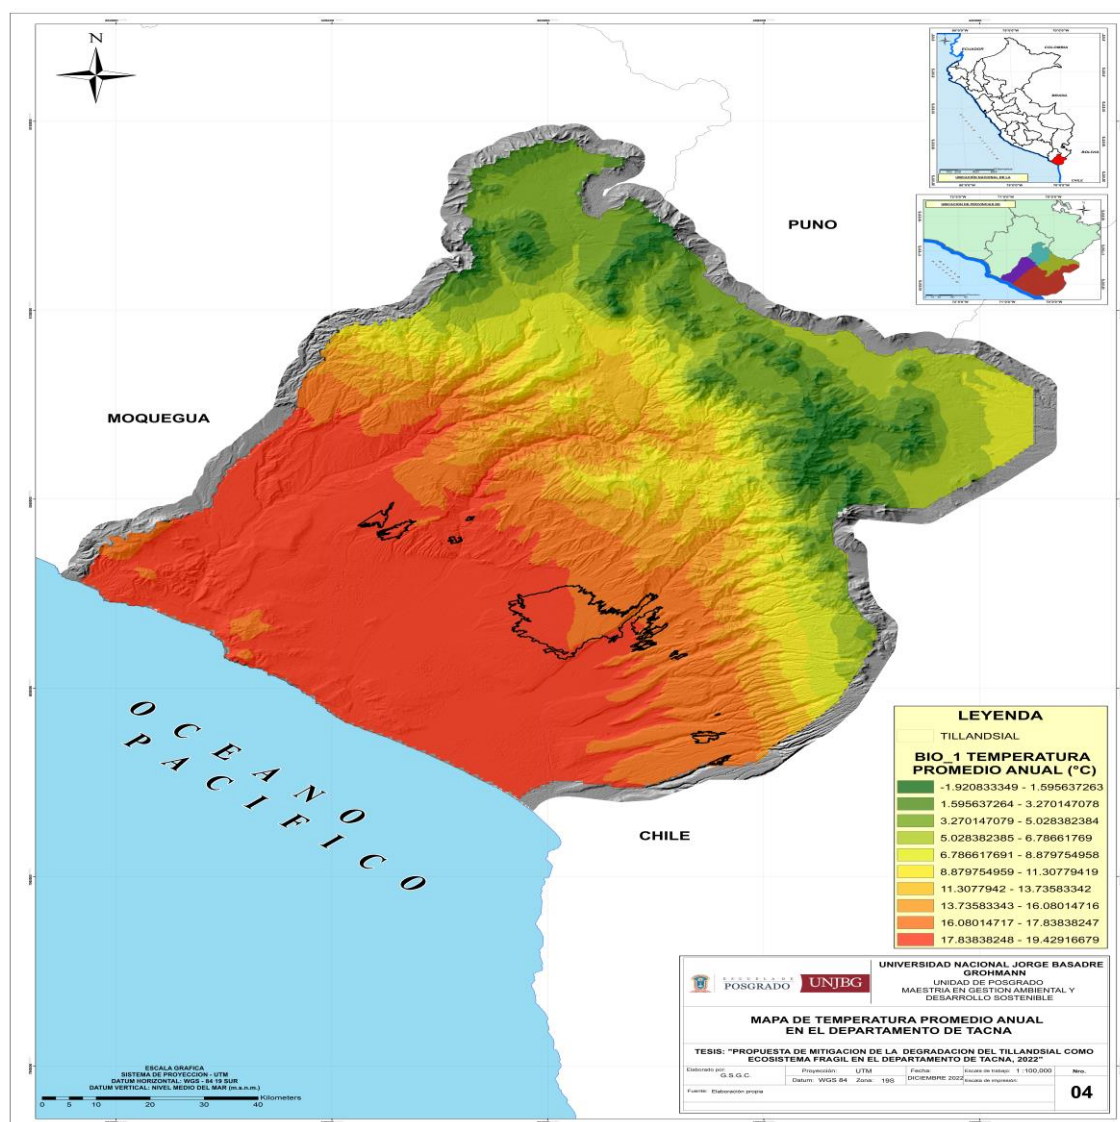 N
PUNO
MOQUEGUA
CHILE
OCEANO
PACIFICO
ECUADOR
COLOMBIA
CHILE
LEYENDA
TILLANDSIAL
BIO_1 TEMPERATURA
PROMEDIO ANUAL (°C)
-1.920833349 - 1.595637263
1.595637264 - 3.270147078
3.270147079 - 5.028382384
5.028382385 - 6.78661769
6.786617691 - 8.879754958
8.879754959 - 11.30779419
11.3077942 - 13.73583342
13.73583343 - 16.08014716
16.08014717 - 17.83838247
17.83838248 - 19.42916679
ESCUELA DE
POSGRADO
UNJBG
UNIVERSIDAD NACIONAL JORGE BASADRE
GROHMANN
UNIDAD DE POSGRADO
MAESTRIA EN GESTION AMBIENTAL Y
DESARROLLO SOSTENIBLE
MAPA DE TEMPERATURA PROMEDIO ANUAL
EN EL DEPARTAMENTO DE TACNA
TESIS: "PROPUESTA DE MITIGACION DE LA DEGRADACION DEL TILLANDSIAL COMO
ECOSISTEMA FRAGIL EN EL DEPARTAMENTO DE TACNA, 2022"
Elaborado por: G.S.G.C.
Proyección: UTM
Datum: WGS 84 Zona: 19S
Fecha: DICIEMBRE 2022
Escala de trabajo: 1 :100,000
Escala de impresión:
Nro.
04
Fuente: Elaboración propia
ESCALA GRAFICA
SISTEMA DE PROYECCION - UTM
DATUM HORIZONTAL: WGS - 84 19 SUR
DATUM VERTICAL: NIVEL MEDIO DEL MAR (m.s.n.m.)
0 5 10 20 30 40 Kilometers